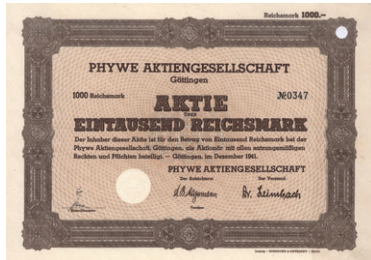 Reichsmark 1000.–
PHYWE AKTIENGESELLSCHAFT
Göttingen
1000 Reichsmark
№0347
AKTIE
ÜBER
EINTAUSEND REICHSMARK
Der Inhaber dieser Aktie ist für den Betrag von Eintausend Reichsmark bei der
Phywe Aktiengesellschaft, Göttingen, als Aktionär mit allen satzungsmäßigen
Rechten und Pflichten beteiligt. — Göttingen, im Dezember 1941.
PHYWE AKTIENGESELLSCHAFT
Der Aufsichtsrat
Der Vorstand
Dr. Leimbach